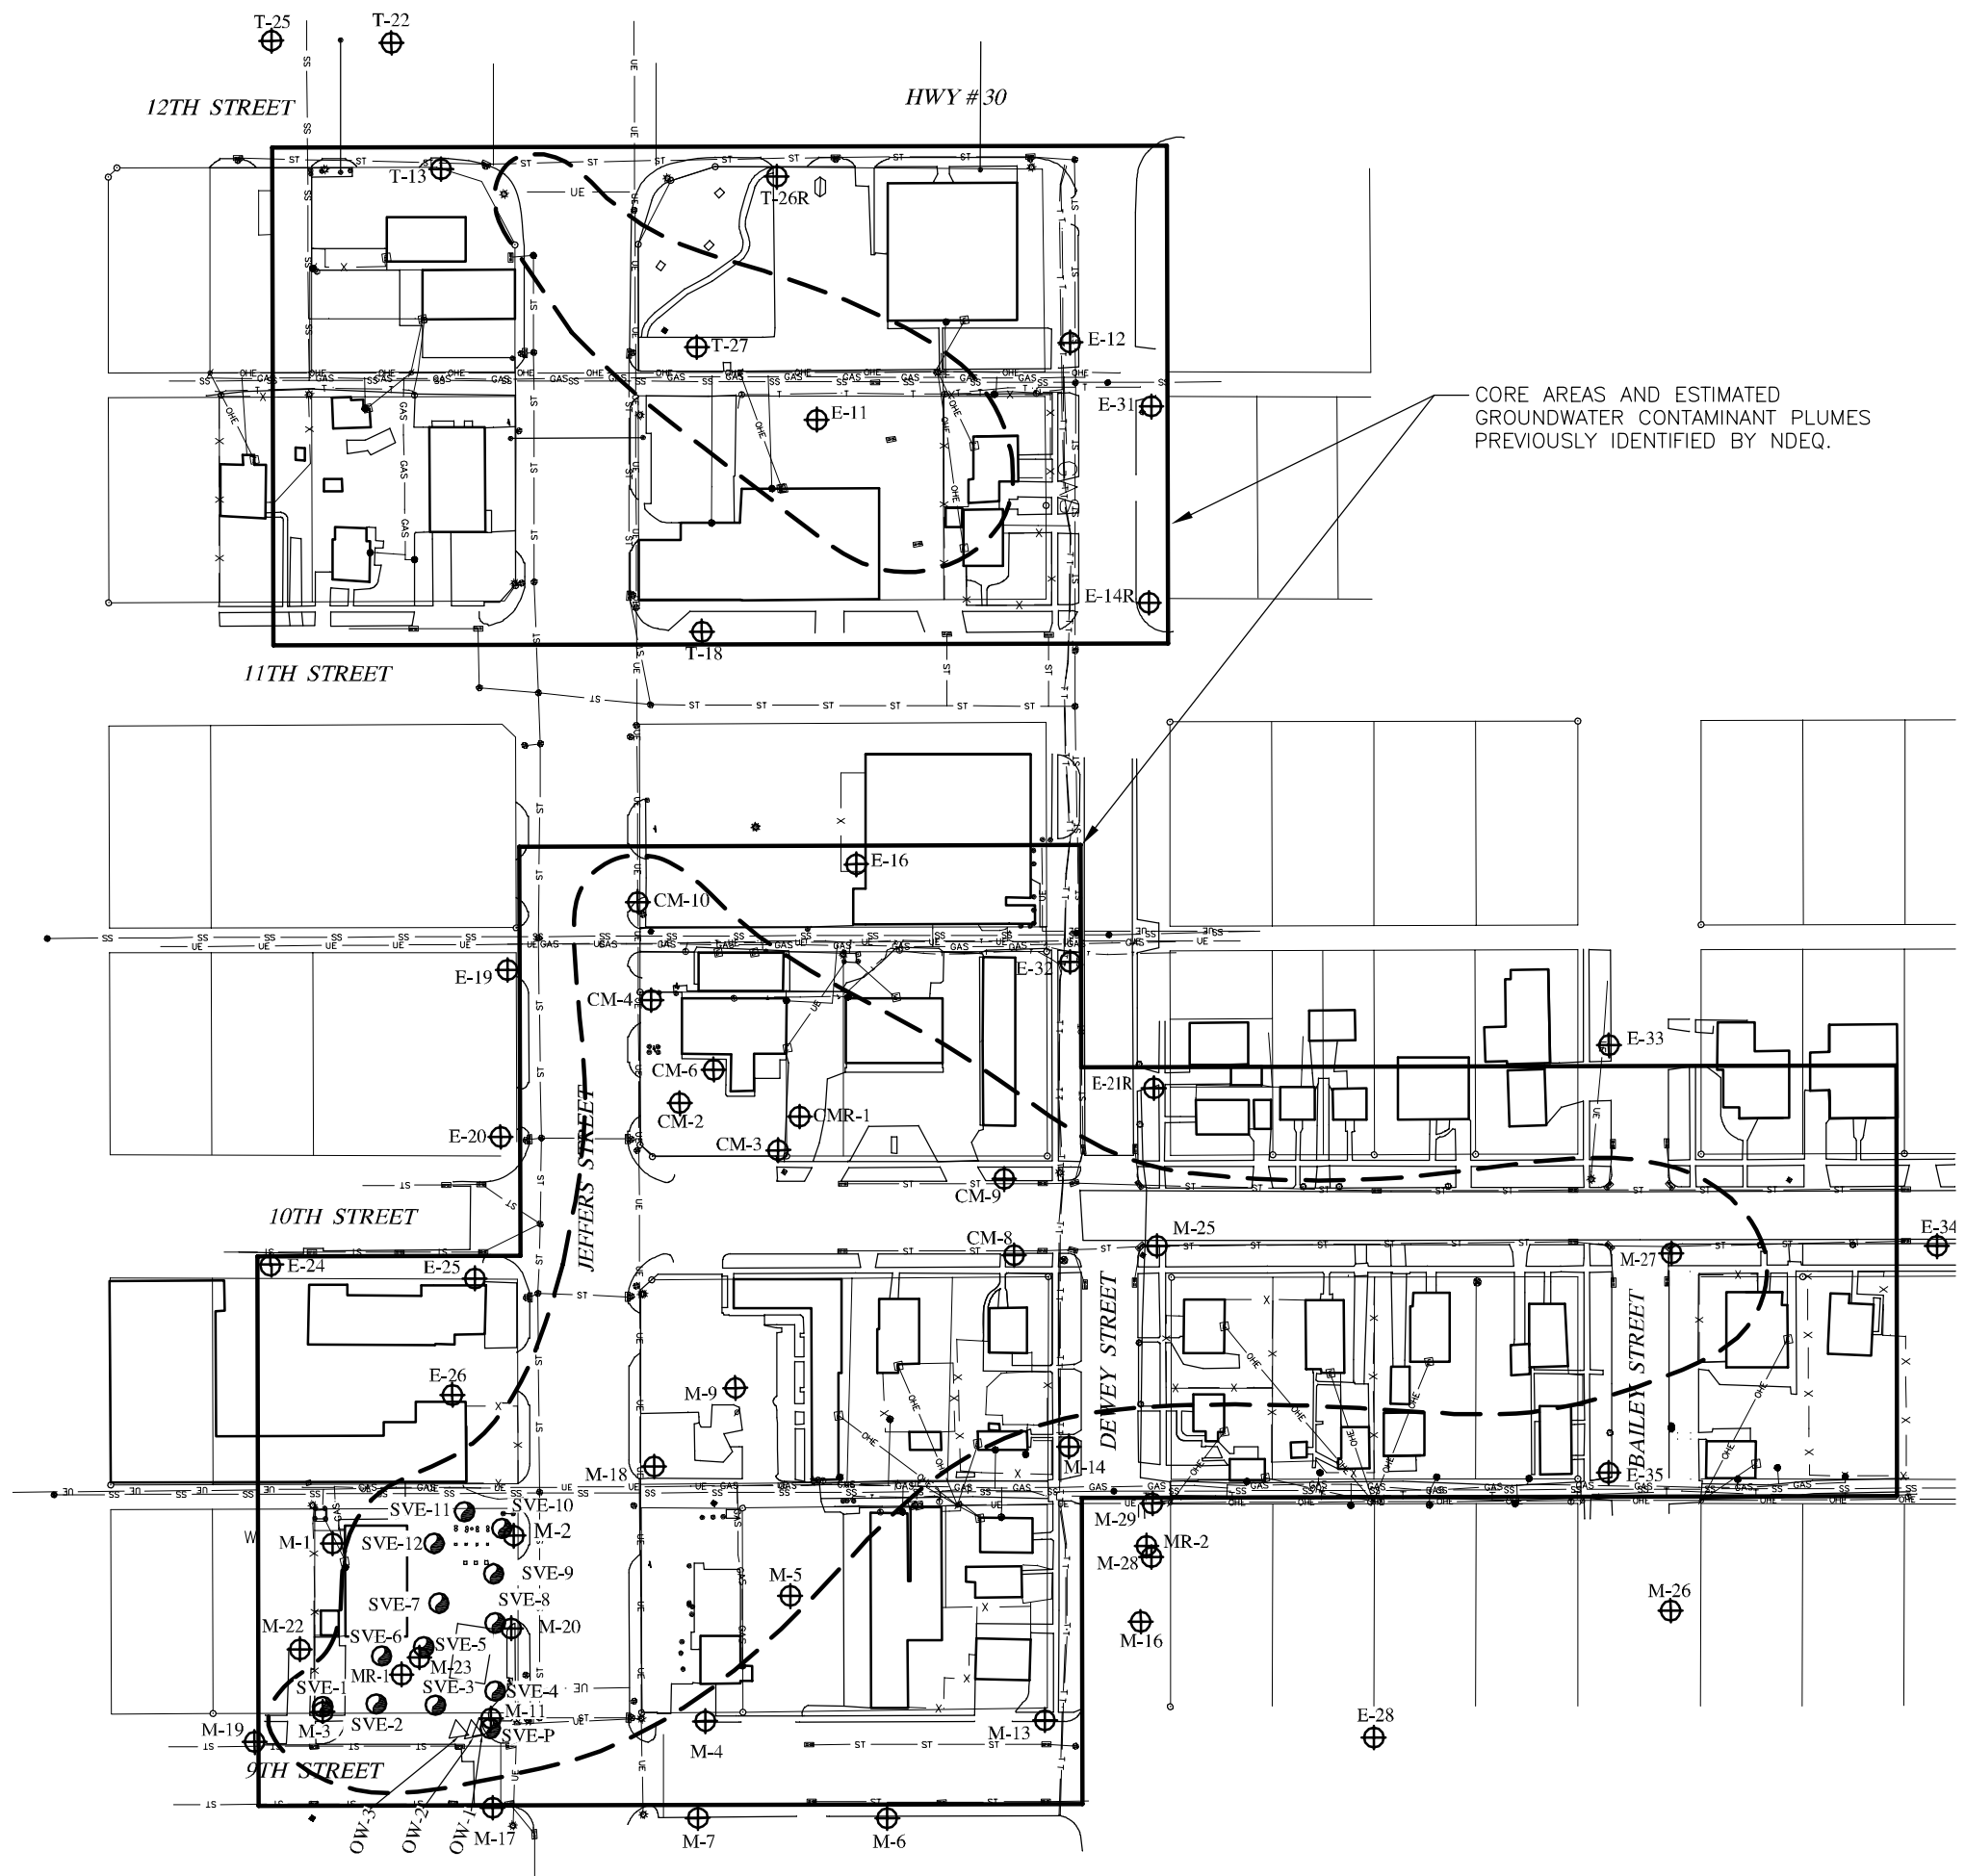 T-25
T-22
12TH STREET
HWY # 30
T-13
T-26R
T-27
E-12
E-11
E-31
CORE AREAS AND ESTIMATED
GROUNDWATER CONTAMINANT PLUMES
PREVIOUSLY IDENTIFIED BY NDEQ.
E-14R
T-18
11TH STREET
E-16
CM-10
E-19
E-32
CM-4
E-33
CM-6
E-21R
CM-2
CMR-1
E-20
CM-3
CM-9
JEFFERS STREET
10TH STREET
CM-8
M-25
M-27
E-34
E-24
E-25
DEWEY STREET
BAILEY STREET
E-26
M-9
M-18
M-14
E-35
SVE-11
SVE-10
M-29
M-1
SVE-12
M-2
MR-2
M-28
SVE-9
M-5
SVE-7
SVE-8
M-26
M-22
M-20
M-16
SVE-6
SVE-5
MR-1
M-23
SVE-1
SVE-3
SVE-4
M-3
SVE-2
M-11
M-19
SVE-P
M-4
M-13
E-28
9TH STREET
OW-3
OW-2
OW-1
M-17
M-7
M-6